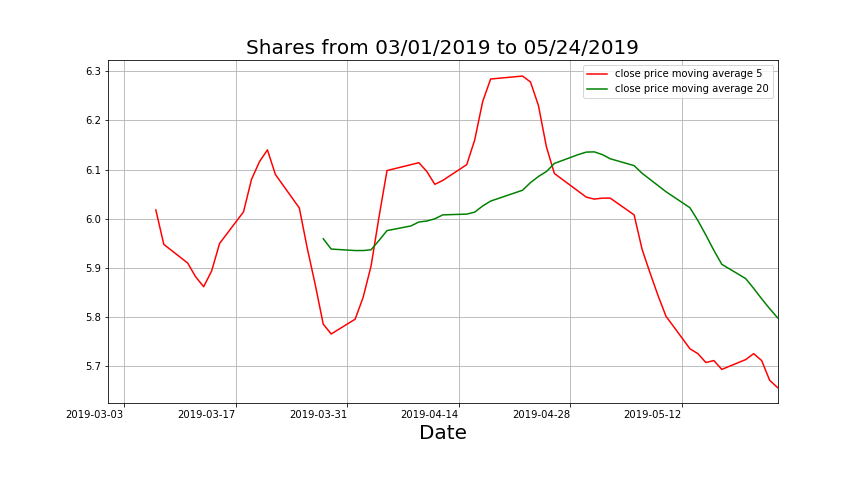 Shares from 03/01/2019 to 05/24/2019
close price moving average 5
close price moving average 20
6.3
6.2
6.1
6.0
5.9
5.8
5.7
2019-03-03 2019-03-17 2019-03-31 2019-04-14 2019-04-28 2019-05-12
Date